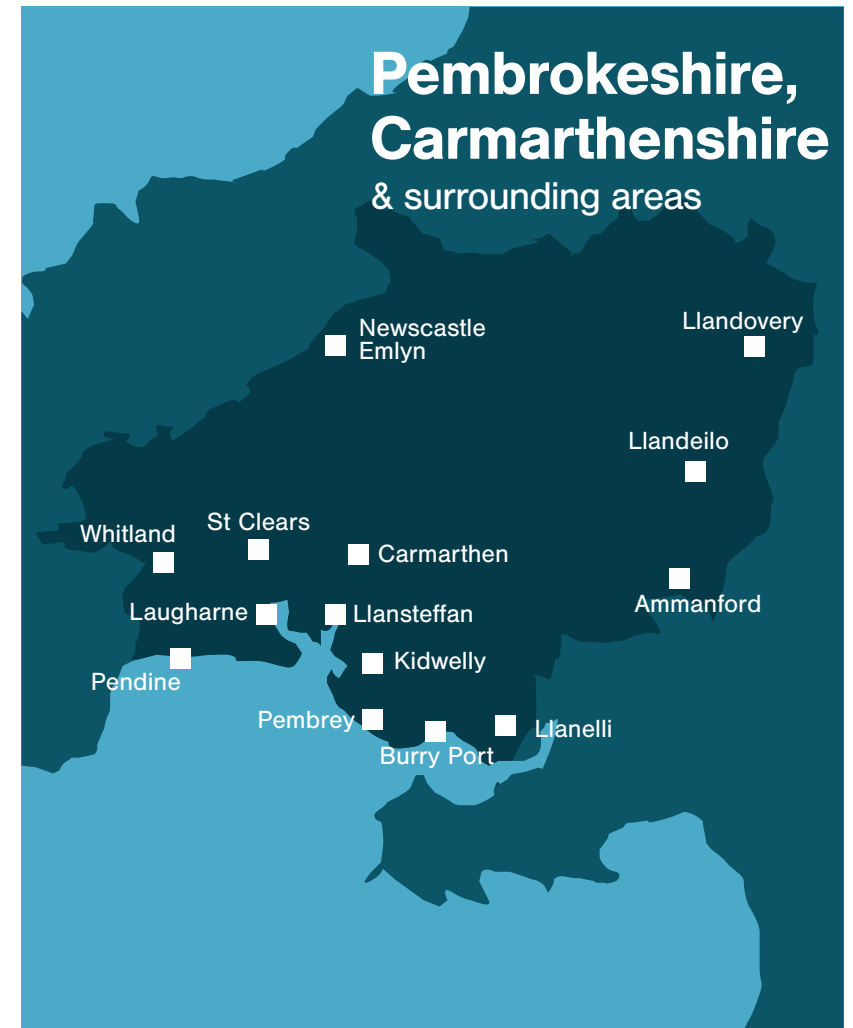 Pembrokeshire,
Carmarthenshire
& surrounding areas
Newscastle
Emlyn
Llandovery
Llandeilo
St Clears
Whitland
Carmarthen
Ammanford
Laugharne
Llansteffan
Kidwelly
Pendine
Pembrey
Llanelli
Burry Port